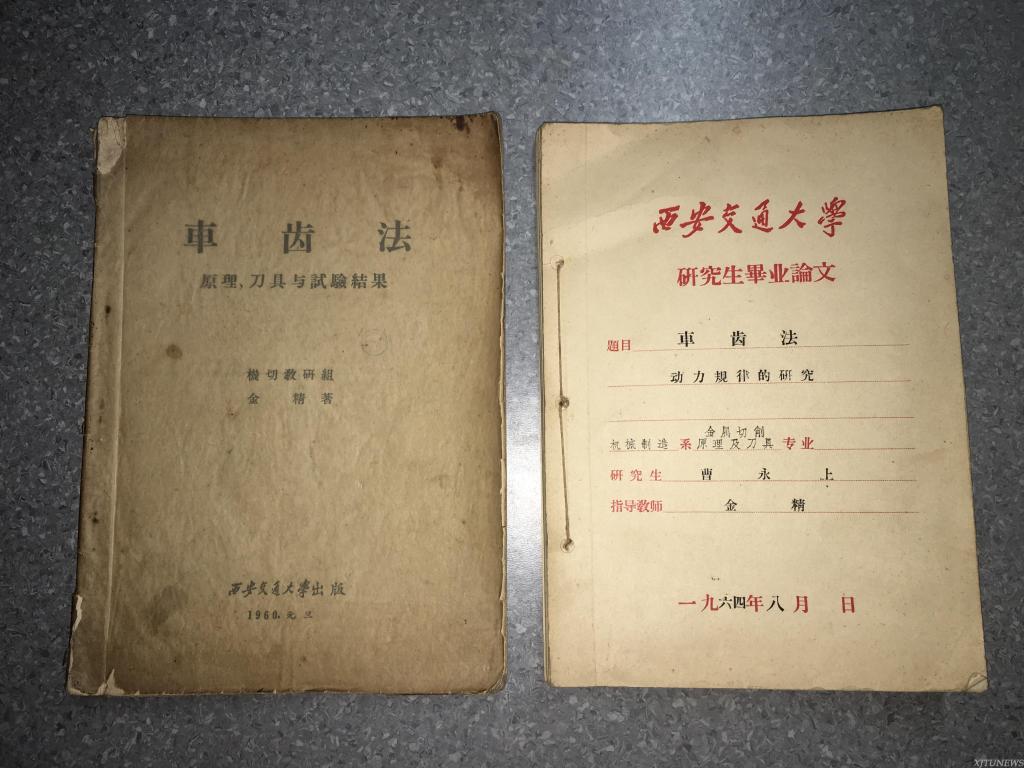 車齿法
原理、刀具与試驗結果
機切教研組
金精著
西安交通大学出版
1960.元旦
西安交通大學
研究生畢业論文
題目 車齿法
动力规律的研究
金属切削
机械制造系原理及刀具专业
研究生 曹永上
指导教师 金精
一九六四年八月 日
XJTUNEWS